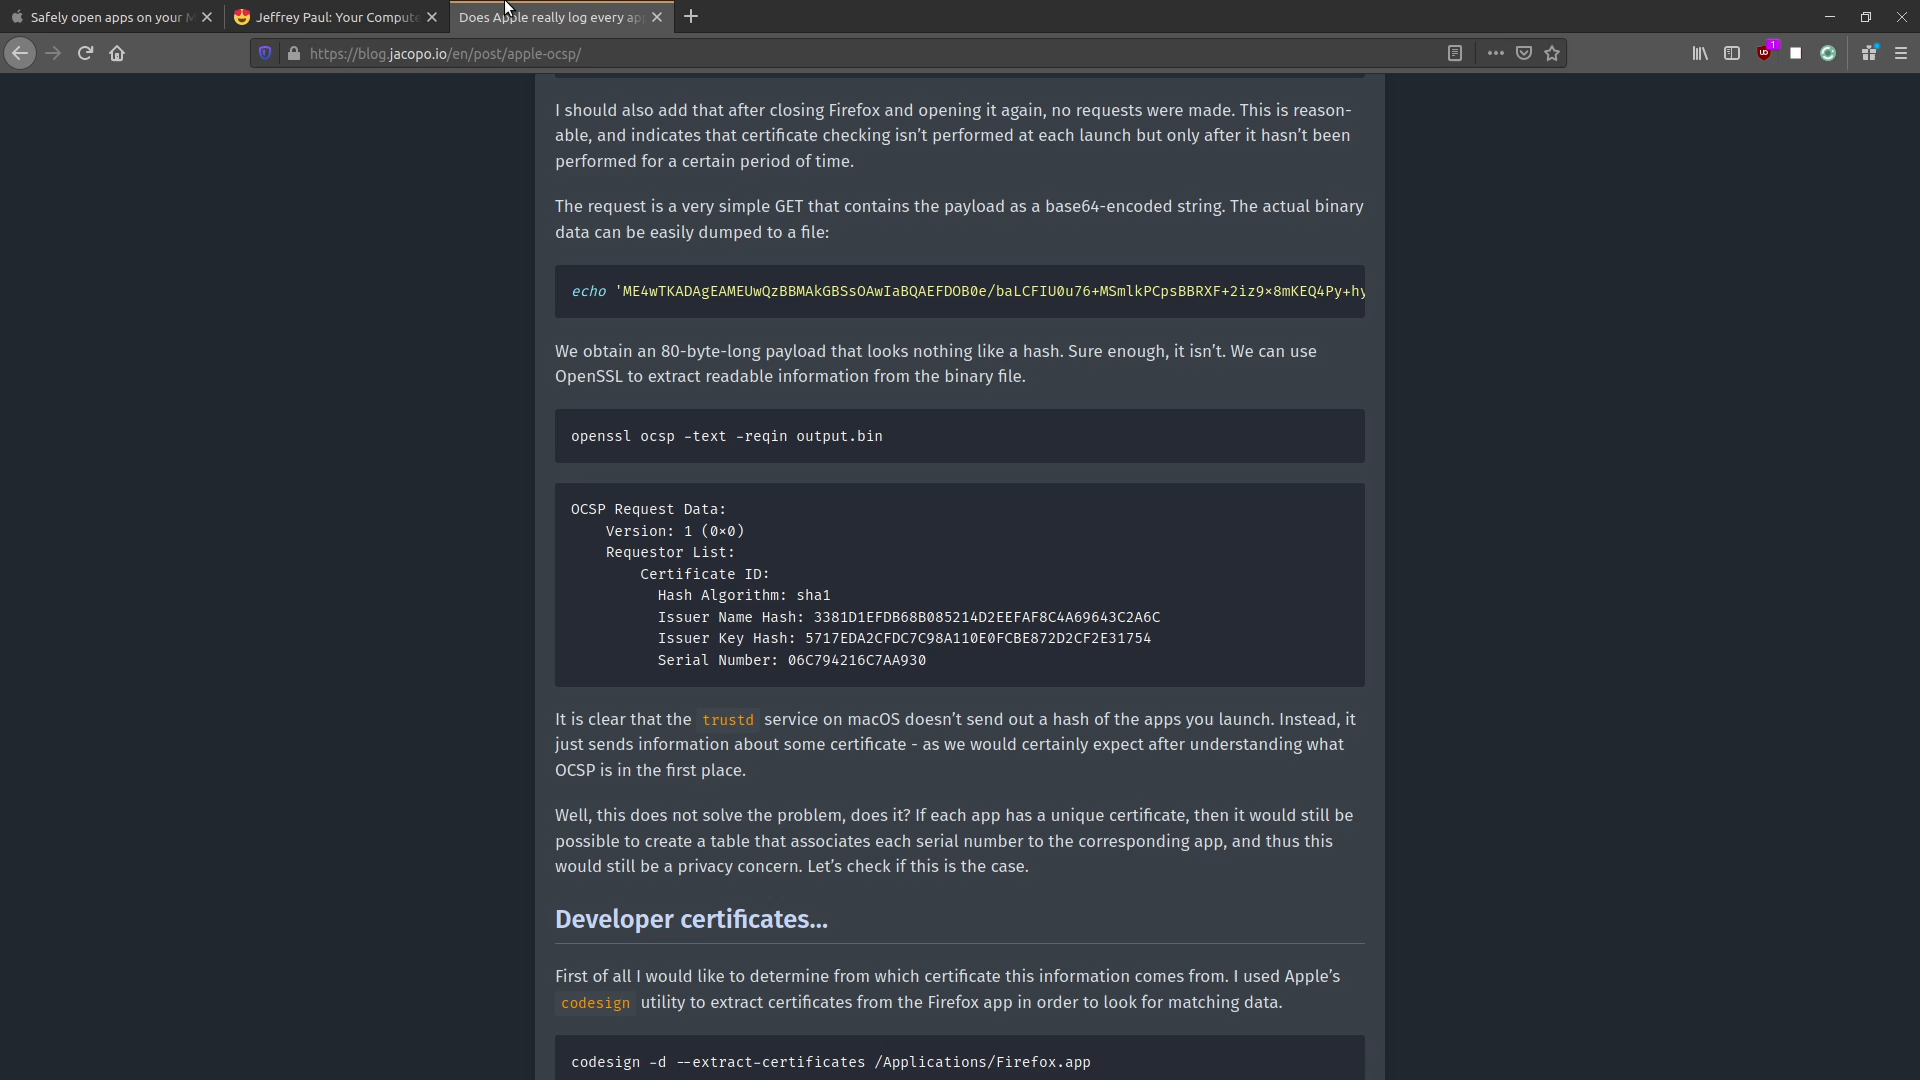 Safely open apps on your M
Jeffrey Paul: Your Compute
Does Apple really log every ap
https://blog.jacopo.io/en/post/apple-ocsp/
1
I should also add that after closing Firefox and opening it again, no requests were made. This is reason-
able, and indicates that certificate checking isn't performed at each launch but only after it hasn't been
performed for a certain period of time.
The request is a very simple GET that contains the payload as a base64-encoded string. The actual binary
data can be easily dumped to a file:
echo 'ME4wTKADAgEAMEUwQzBBMAkGBSsOAwIaBQAEFDOB0e/baLCFIU0u76+MSmlkPCpsBBRXF+2iz9x8mKEQ4Py+hy
We obtain an 80-byte-long payload that looks nothing like a hash. Sure enough, it isn't. We can use
OpenSSL to extract readable information from the binary file.
openssl ocsp -text -reqin output.bin
OCSP Request Data:
Version: 1 (0x0)
Requestor List:
Certificate ID:
Hash Algorithm: sha1
Issuer Name Hash: 3381D1EFDB68B085214D2EEFAF8C4A69643C2A6C
Issuer Key Hash: 5717EDA2CFDC7C98A110E0FCBE872D2CF2E31754
Serial Number: 06C794216C7AA930
It is clear that the trustd service on macOS doesn't send out a hash of the apps you launch. Instead, it
just sends information about some certificate - as we would certainly expect after understanding what
OCSP is in the first place.
Well, this does not solve the problem, does it? If each app has a unique certificate, then it would still be
possible to create a table that associates each serial number to the corresponding app, and thus this
would still be a privacy concern. Let's check if this is the case.
Developer certificates...
First of all I would like to determine from which certificate this information comes from. I used Apple's
codesign utility to extract certificates from the Firefox app in order to look for matching data.
codesign -d --extract-certificates /Applications/Firefox.app